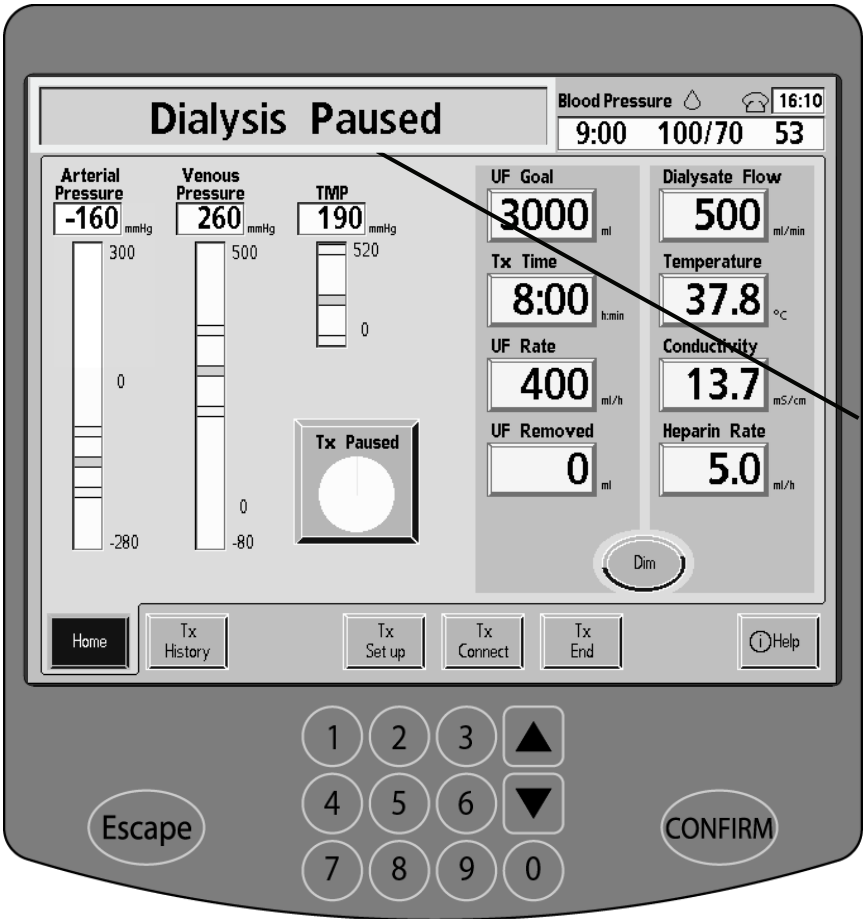 Dialysis Paused
Blood Pressure 16:10
9:00 100/70 53
Arterial Pressure
-160 mmHg
300
0
-280
Venous Pressure
260 mmHg
500
0
-80
TMP
190 mmHg
520
0
Tx Paused
UF Goal
3000 ml
Tx Time
8:00 h:min
UF Rate
400 ml/h
UF Removed
0 ml
Dialysate Flow
500 ml/min
Temperature
37.8 °C
Conductivity
13.7 mS/cm
Heparin Rate
5.0 ml/h
Dim
Home
Tx History
Tx Set up
Tx Connect
Tx End
i Help
1 2 3
4 5 6
7 8 9 0
Escape
CONFIRM